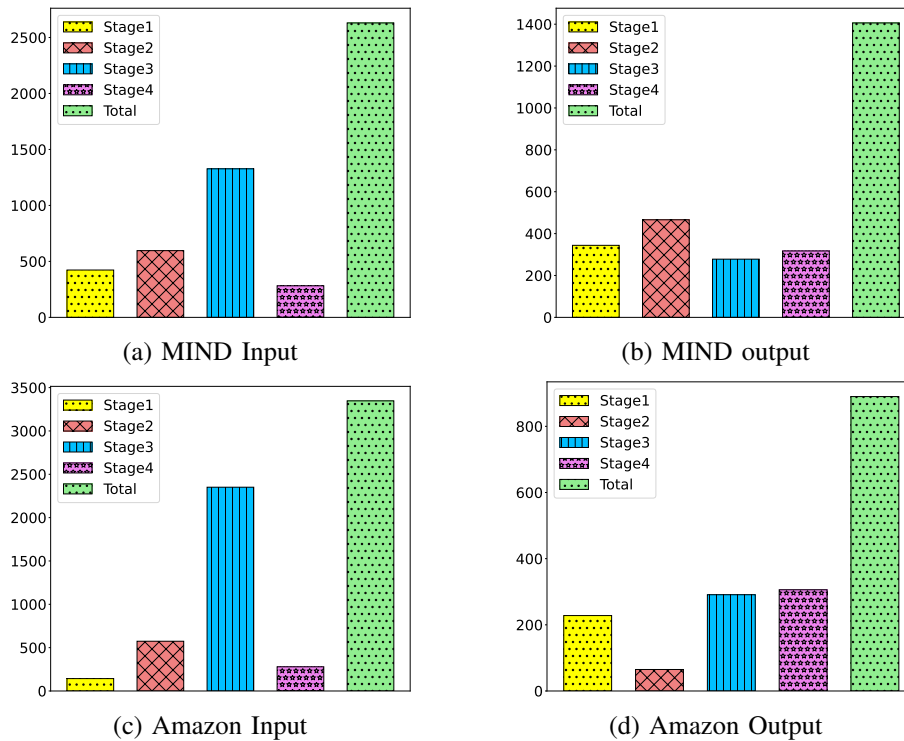 2500
2000
1500
1000
500
0
Stage1
Stage2
Stage3
Stage4
Total
(a) MIND Input
1400
1200
1000
800
600
400
200
0
Stage1
Stage2
Stage3
Stage4
Total
(b) MIND output
3500
3000
2500
2000
1500
1000
500
0
Stage1
Stage2
Stage3
Stage4
Total
(c) Amazon Input
800
600
400
200
0
Stage1
Stage2
Stage3
Stage4
Total
(d) Amazon Output